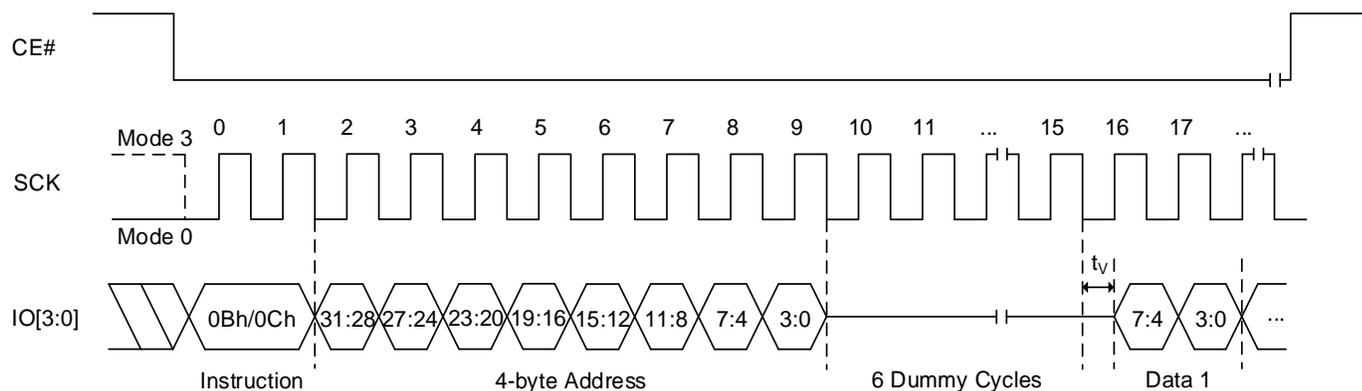 CE#
0 1 2 3 4 5 6 7 8 9 10 11 ... 15 16 17 ...
Mode 3
SCK
Mode 0
tV
IO[3:0] 0Bh/0Ch 31:28 27:24 23:20 19:16 15:12 11:8 7:4 3:0 7:4 3:0 ...
Instruction 4-byte Address 6 Dummy Cycles Data 1